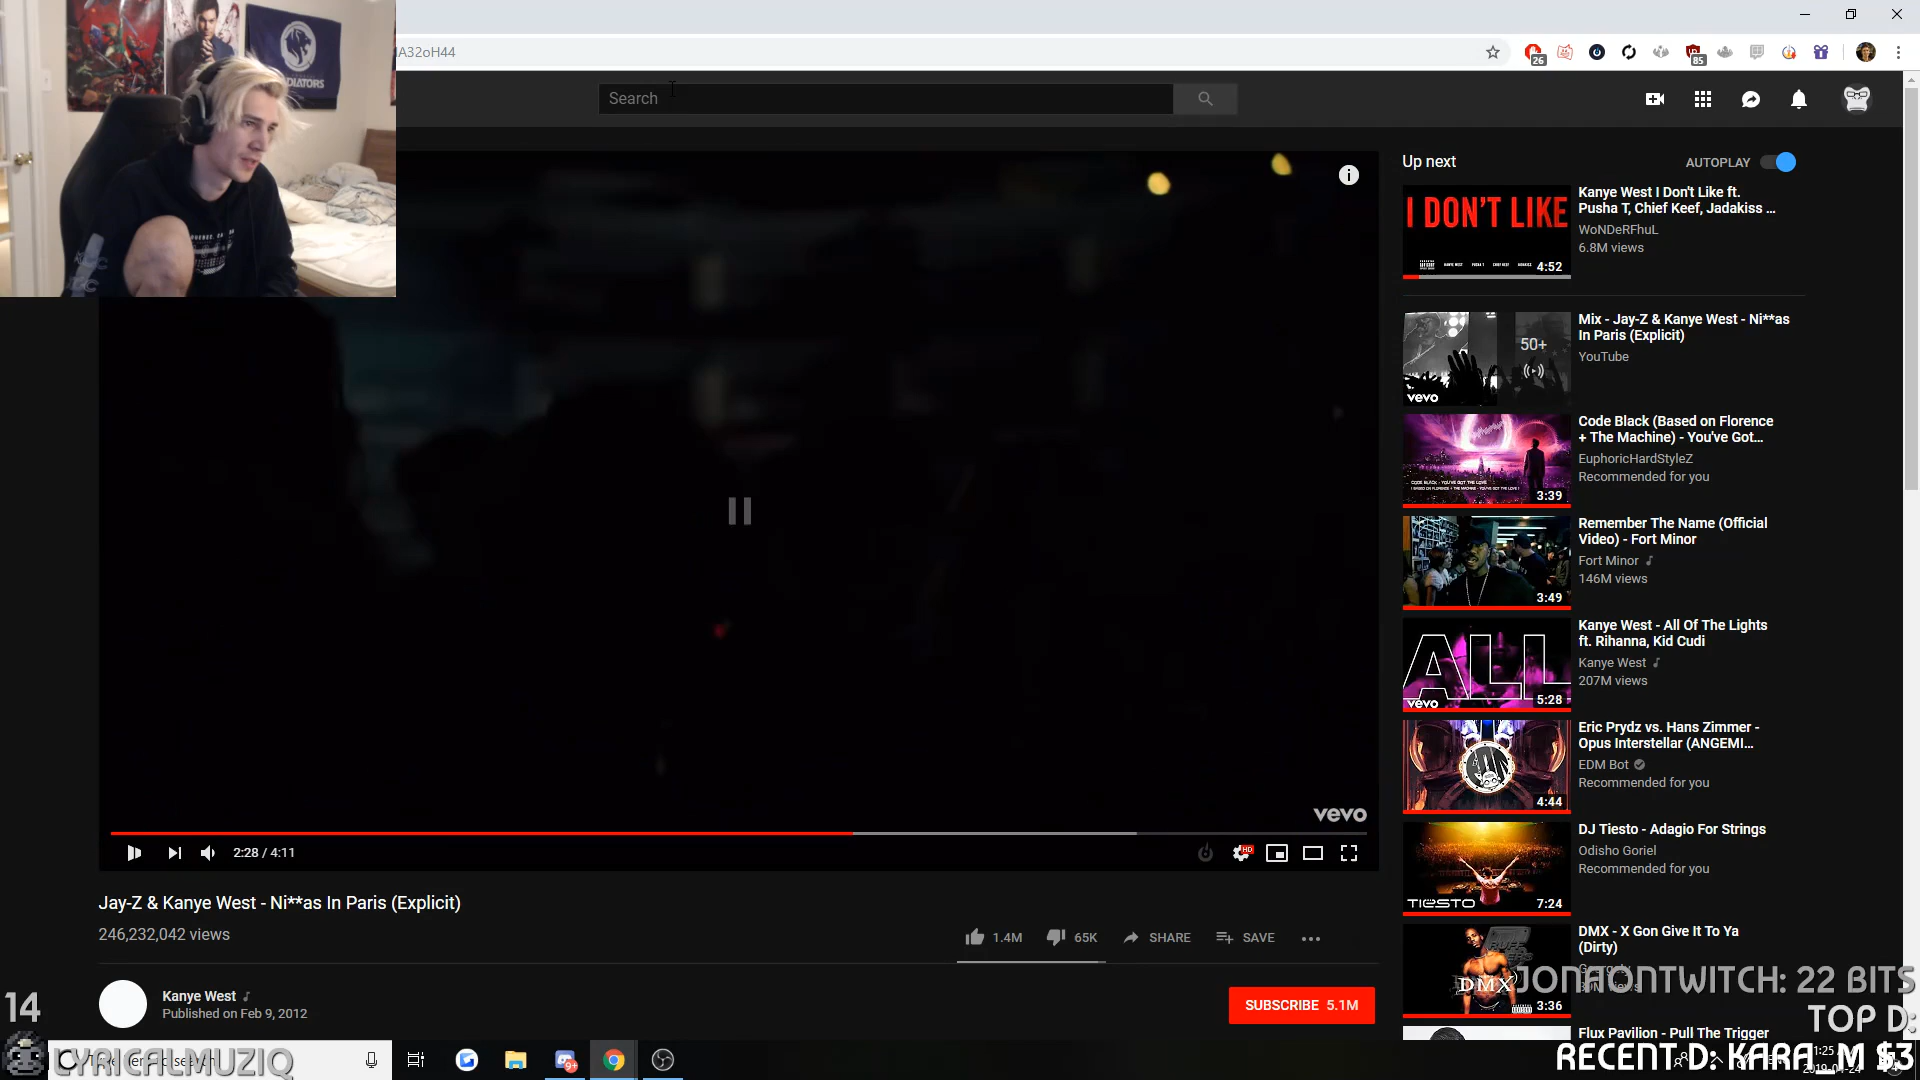 DIATORS
A32oH44
26
85
Search
Up next
AUTOPLAY
I DON'T LIKE
4:52
Kanye West I Don't Like ft.
Pusha T, Chief Keef, Jadakiss ...
WoNDeRFhuL
6.8M views
50+
vevo
Mix - Jay-Z & Kanye West - Ni**as
In Paris (Explicit)
YouTube
3:39
Code Black (Based on Florence
+ The Machine) - You've Got...
EuphoricHardStyleZ
Recommended for you
3:49
Remember The Name (Official
Video) - Fort Minor
Fort Minor
146M views
ALL
vevo
5:28
Kanye West - All Of The Lights
ft. Rihanna, Kid Cudi
Kanye West
207M views
4:44
Eric Prydz vs. Hans Zimmer -
Opus Interstellar (ANGEMI...
EDM Bot
Recommended for you
TIËSTO
7:24
DJ Tiesto - Adagio For Strings
Odisho Goriel
Recommended for you
DMX
3:36
DMX - X Gon Give It To Ya
(Dirty)
Flux Pavilion - Pull The Trigger
vevo
2:28 / 4:11
HD
Jay-Z & Kanye West - Ni**as In Paris (Explicit)
246,232,042 views
1.4M
65K
SHARE
SAVE
Kanye West
Published on Feb 9, 2012
SUBSCRIBE 5.1M
14
LYRICALMUZIQ
9+
JONFONTWITCH: 22 BITS
TOP D:
RECENT D: KARA_M $3